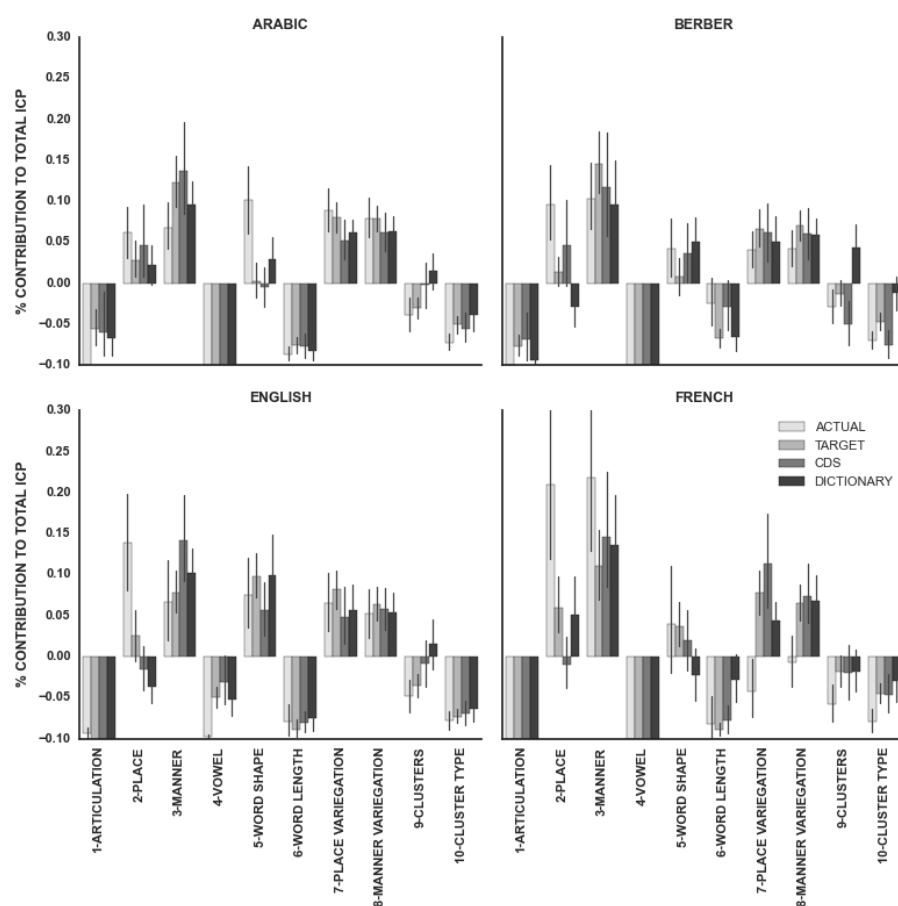 ARABIC
BERBER
% CONTRIBUTION TO TOTAL ICP
0.30
0.25
0.20
0.15
0.10
0.05
0.00
−0.05
−0.10
ENGLISH
FRENCH
% CONTRIBUTION TO TOTAL ICP
0.30
0.25
0.20
0.15
0.10
0.05
0.00
−0.05
−0.10
ACTUAL
TARGET
CDS
DICTIONARY
1-ARTICULATION
2-PLACE
3-MANNER
4-VOWEL
5-WORD SHAPE
6-WORD LENGTH
7-PLACE VARIEGATION
8-MANNER VARIEGATION
9-CLUSTERS
10-CLUSTER TYPE
1-ARTICULATION
2-PLACE
3-MANNER
4-VOWEL
5-WORD SHAPE
6-WORD LENGTH
7-PLACE VARIEGATION
8-MANNER VARIEGATION
9-CLUSTERS
10-CLUSTER TYPE